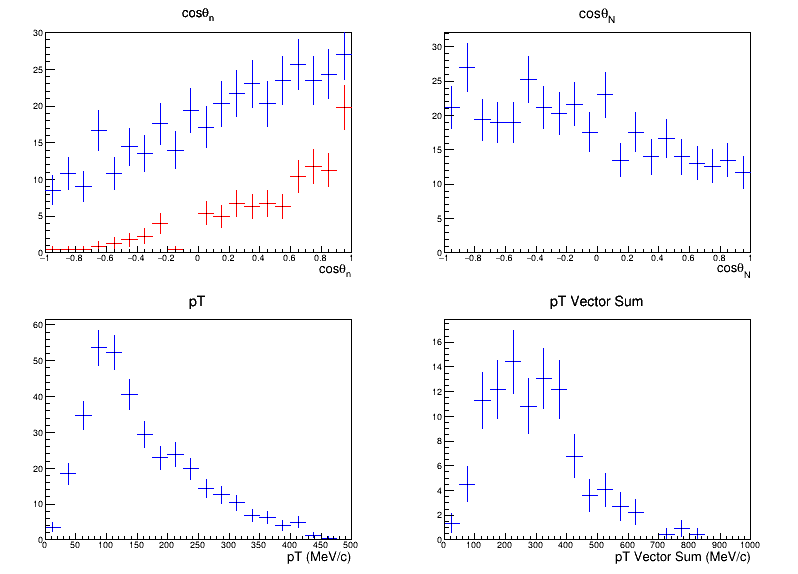 cosθn
30
25
20
15
10
5
0
−1 −0.8 −0.6 −0.4 −0.2 −0 0.2 0.4 0.6 0.8 1
cosθn
cosθN
30
25
20
15
10
5
0
−1 −0.8 −0.6 −0.4 −0.2 0 0.2 0.4 0.6 0.8 1
cosθN
pT
60
50
40
30
20
10
0
0 50 100 150 200 250 300 350 400 450 500
pT (MeV/c)
pT Vector Sum
16
14
12
10
8
6
4
2
0
0 100 200 300 400 500 600 700 800 900 1000
pT Vector Sum (MeV/c)